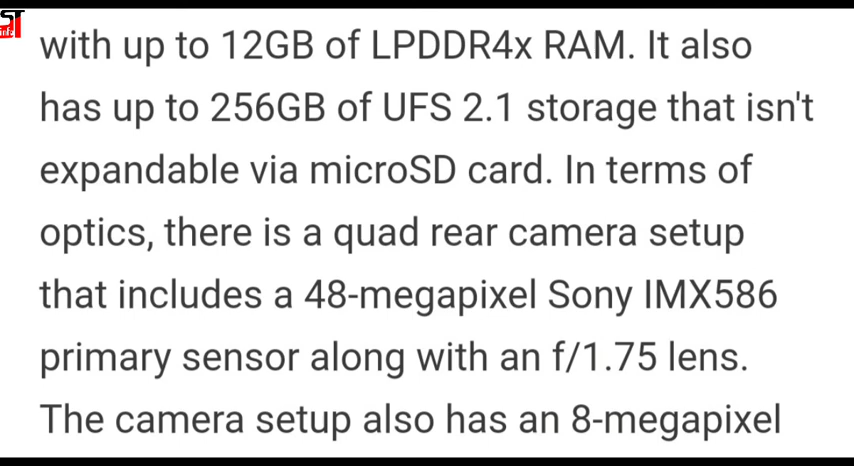 ST
info
with up to 12GB of LPDDR4x RAM. It also
has up to 256GB of UFS 2.1 storage that isn't
expandable via microSD card. In terms of
optics, there is a quad rear camera setup
that includes a 48-megapixel Sony IMX586
primary sensor along with an f/1.75 lens.
The camera setup also has an 8-megapixel